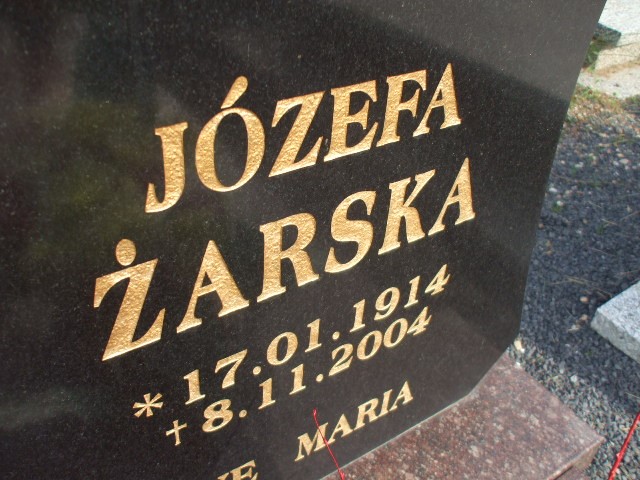 JÓZEFA
ŻARSKA
* 17.01.1914
† 8.11.2004
MARIA